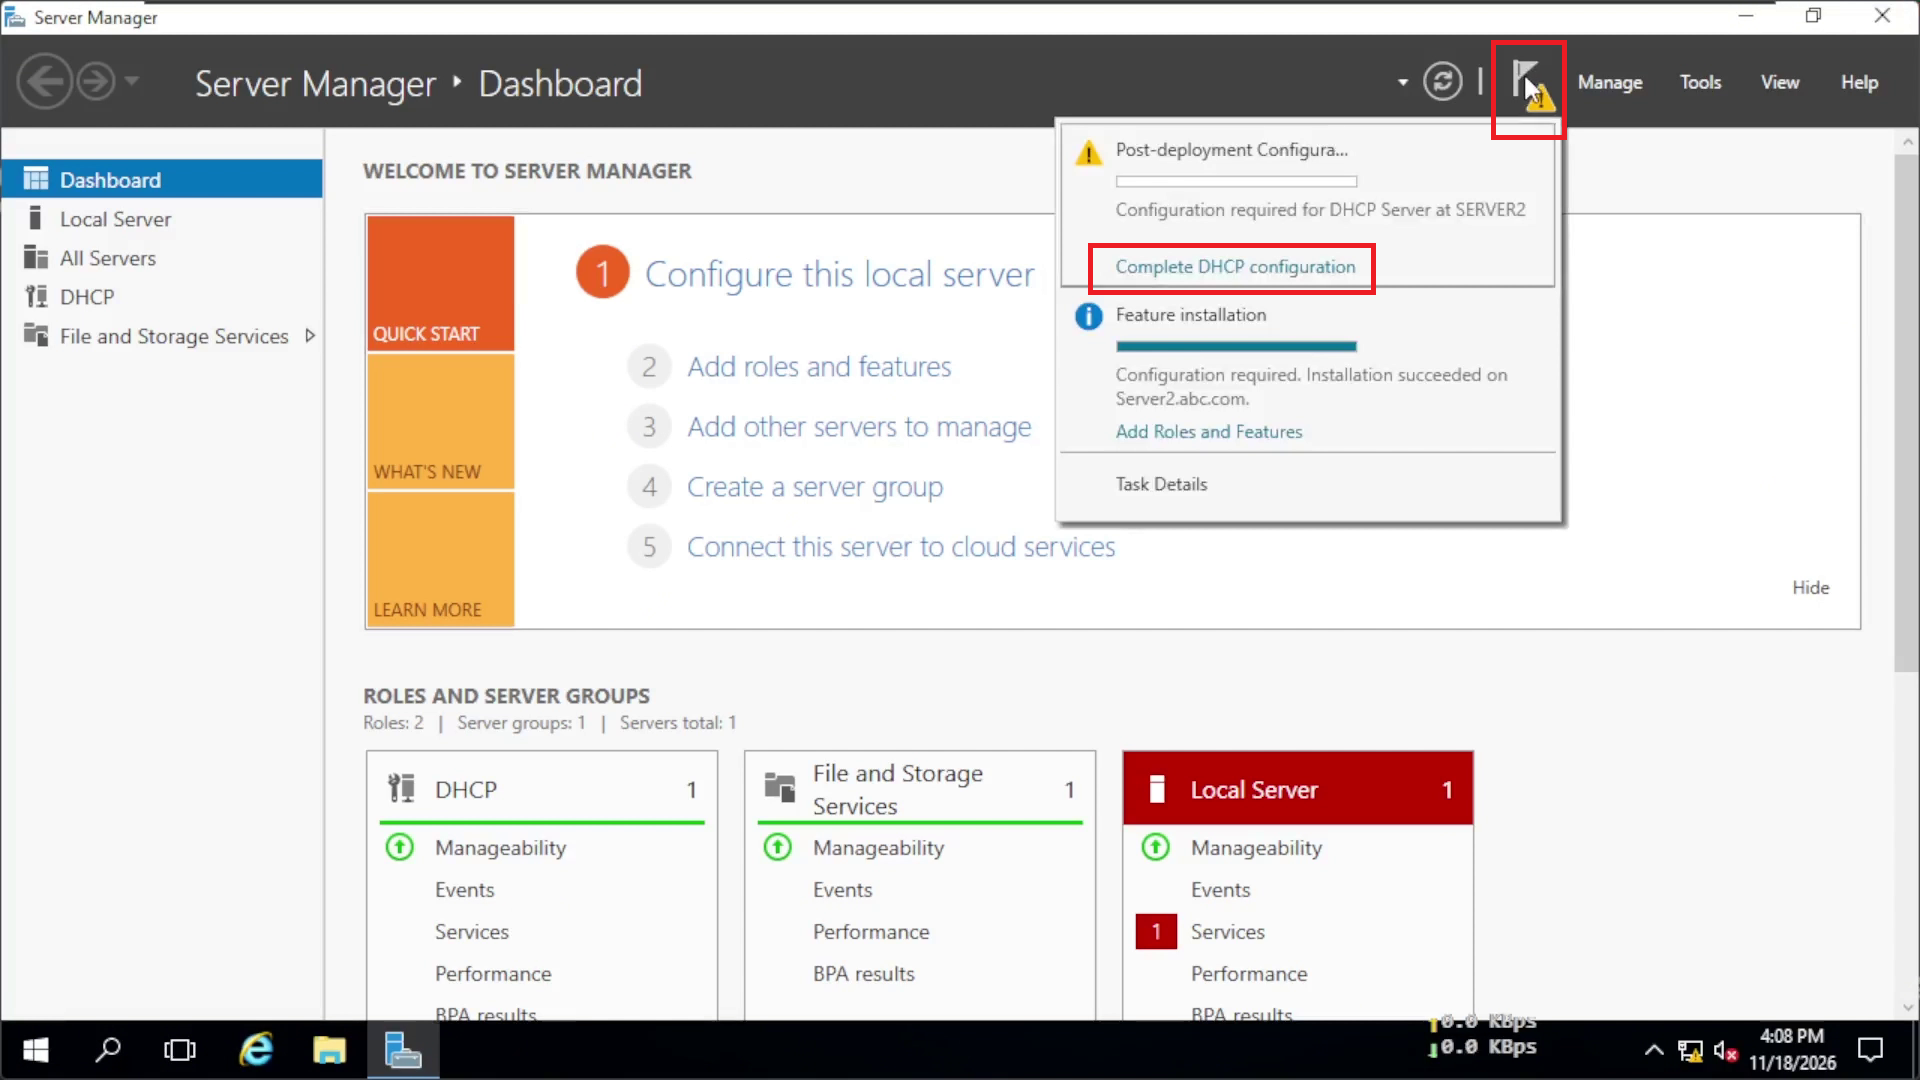 Server Manager
Server Manager ‣ Dashboard
Manage Tools View Help
Dashboard
Local Server
All Servers
DHCP
File and Storage Services
WELCOME TO SERVER MANAGER
QUICK START
WHAT'S NEW
LEARN MORE
1 Configure this local server
2 Add roles and features
3 Add other servers to manage
4 Create a server group
5 Connect this server to cloud services
Hide
Post-deployment Configura...
Configuration required for DHCP Server at SERVER2
Complete DHCP configuration
Feature installation
Configuration required. Installation succeeded on
Server2.abc.com.
Add Roles and Features
Task Details
ROLES AND SERVER GROUPS
Roles: 2 | Server groups: 1 | Servers total: 1
DHCP 1
Manageability
Events
Services
Performance
BPA results
File and Storage
Services 1
Manageability
Events
Performance
BPA results
Local Server 1
Manageability
Events
1 Services
Performance
BPA results
0.0 KBps
0.0 KBps
4:08 PM
11/18/2026